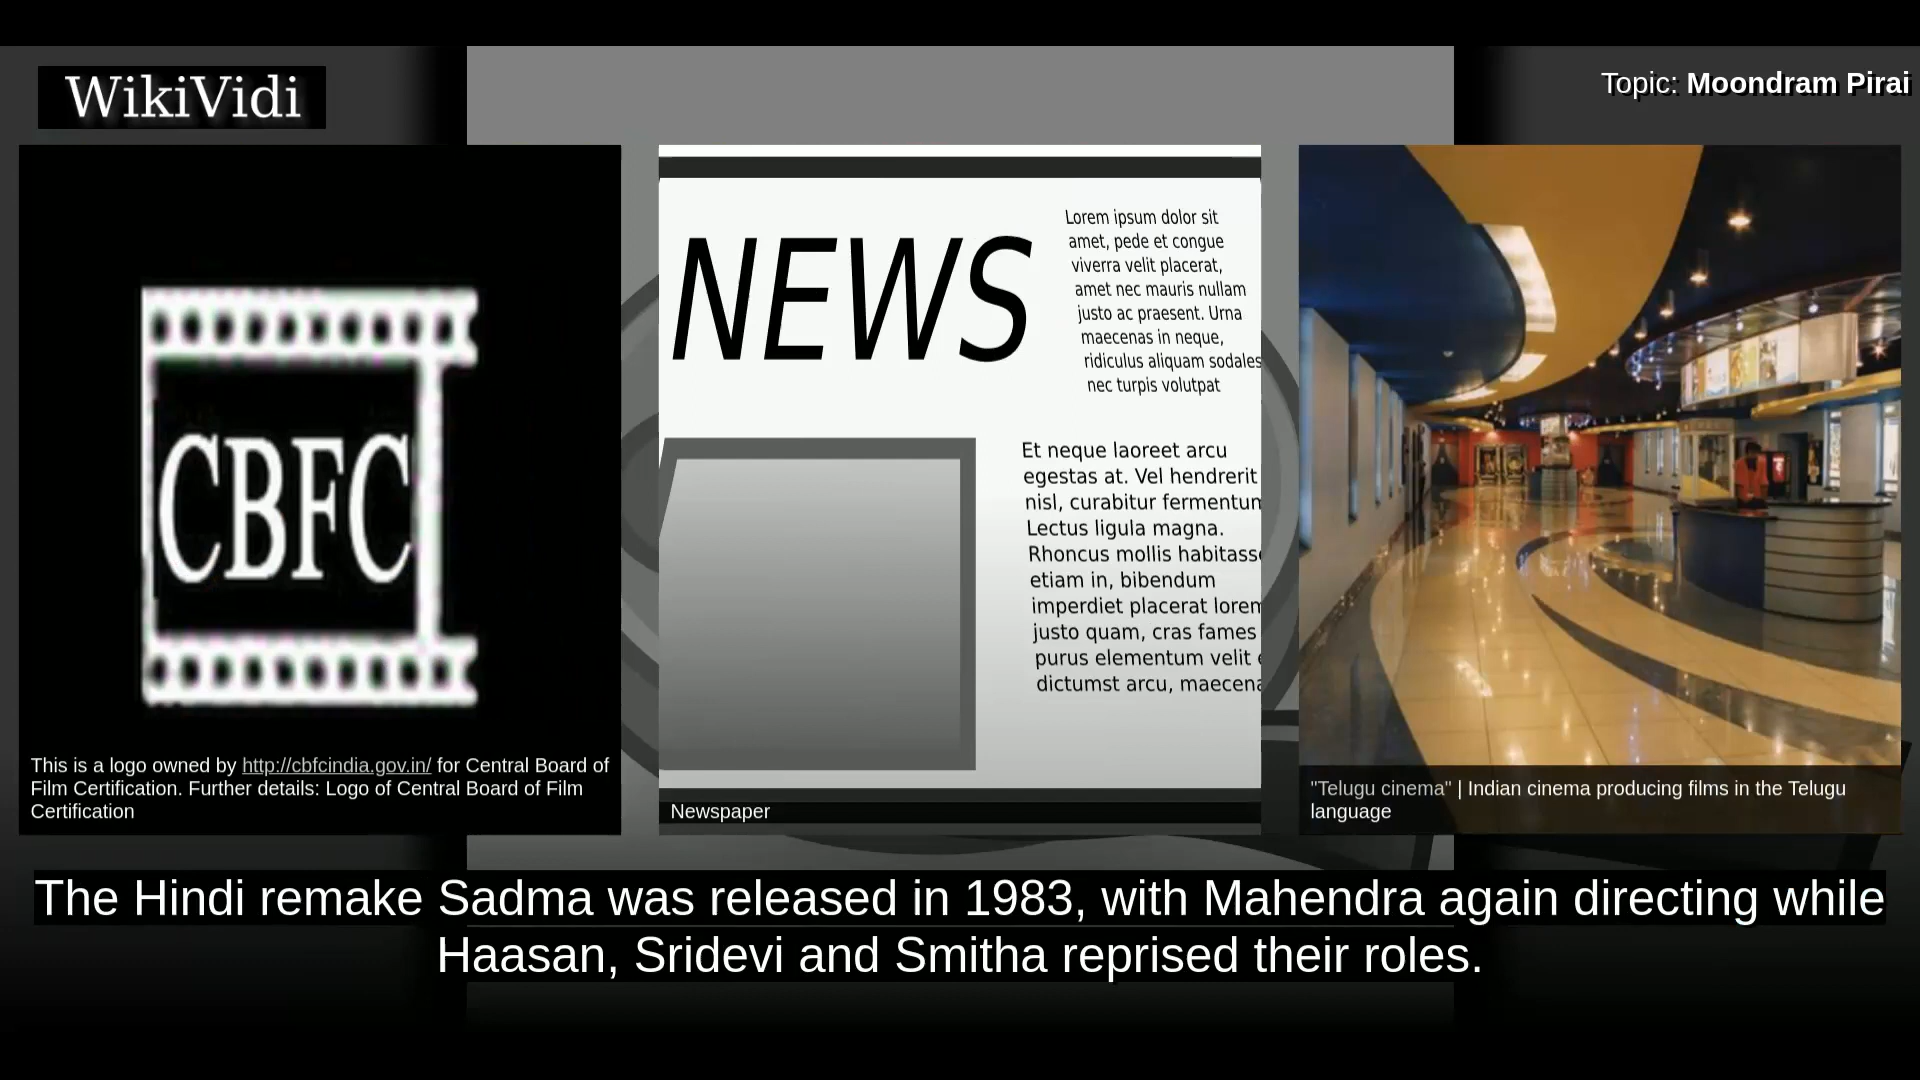 WikiVidi
Topic: Moondram Pirai
CBFC
This is a logo owned by http://cbfcindia.gov.in/ for Central Board of
Film Certification. Further details: Logo of Central Board of Film
Certification
NEWS
Lorem ipsum dolor sit
amet, pede et congue
viverra velit placerat,
amet nec mauris nullam
justo ac praesent. Urna
maecenas in neque,
ridiculus aliquam sodales
nec turpis volutpat
Et neque laoreet arcu
egestas at. Vel hendrerit
nisl, curabitur fermentum
Lectus ligula magna.
Rhoncus mollis habitasse
etiam in, bibendum
imperdiet placerat lorem
justo quam, cras fames
purus elementum velit
dictumst arcu, maecena
Newspaper
"Telugu cinema" | Indian cinema producing films in the Telugu
language
The Hindi remake Sadma was released in 1983, with Mahendra again directing while
Haasan, Sridevi and Smitha reprised their roles.